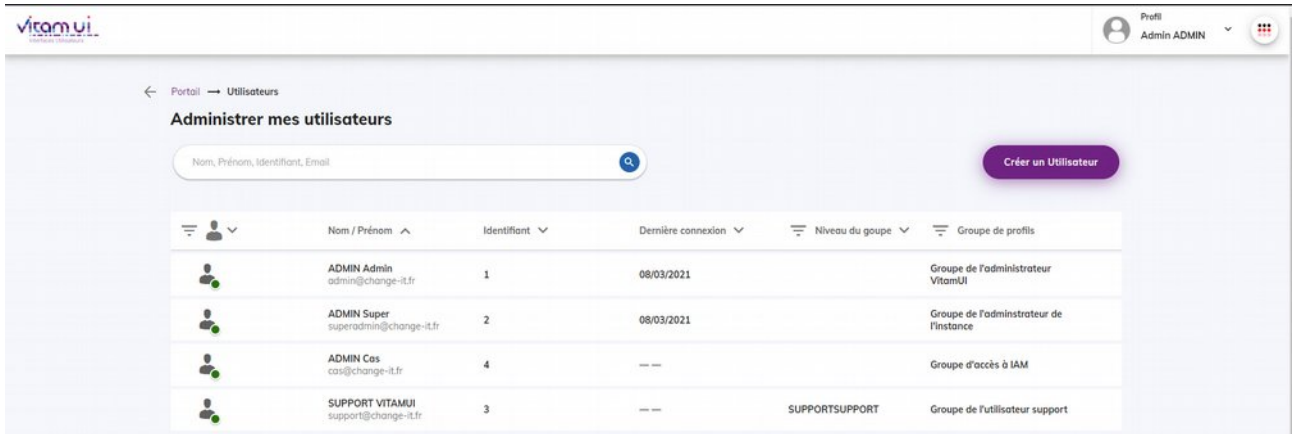 vitam ui
Interfaces Utilisateurs
Profil
Admin ADMIN
Portail → Utilisateurs
Administrer mes utilisateurs
Nom, Prénom, Identifiant, Email
Créer un Utilisateur
Nom / Prénom Identifiant Dernière connexion Niveau du goupe Groupe de profils
ADMIN Admin
admin@change-it.fr
1
08/03/2021
Groupe de l'administrateur
VitamUI
ADMIN Super
superadmin@change-it.fr
2
08/03/2021
Groupe de l'adminstrateur de
l'instance
ADMIN Cas
cas@change-it.fr
4
— —
Groupe d'accès à IAM
SUPPORT VITAMUI
support@change-it.fr
3
— —
SUPPORTSUPPORT
Groupe de l'utilisateur support